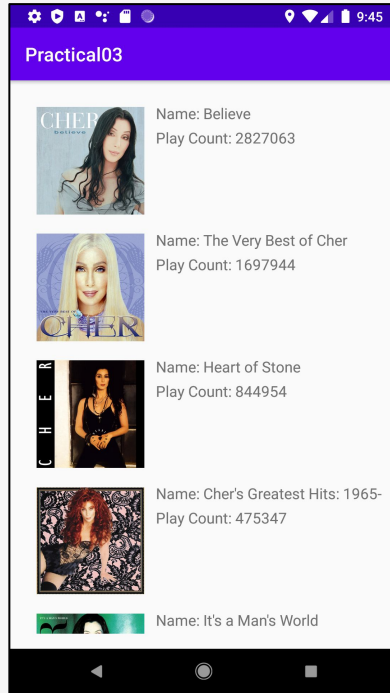 9:45
Practical03
CHER
believe
Name: Believe
Play Count: 2827063
THE VERY BEST OF
CHER
Name: The Very Best of Cher
Play Count: 1697944
CHER
Name: Heart of Stone
Play Count: 844954
Name: Cher's Greatest Hits: 1965-
Play Count: 475347
Name: It's a Man's World